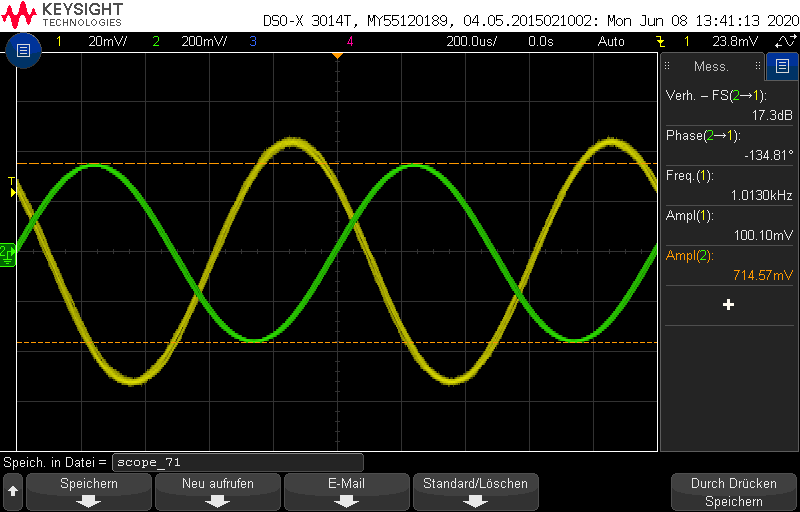 KEYSIGHT
TECHNOLOGIES
DSO-X 3014T, MY55120189, 04.05.2015021002: Mon Jun 08 13:41:13 2020
1 20mV/ 2 200mV/ 3 4 200.0us/ 0.0s Auto 1 23.8mV
Mess.
Verh. – FS(2→1):
17.3dB
Phase(2→1):
-134.81°
Freq.(1):
1.0130kHz
Ampl(1):
100.10mV
Ampl(2):
714.57mV
+
T
2
Speich. in Datei = scope_71
Speichern
Neu aufrufen
E-Mail
Standard/Löschen
Durch Drücken
Speichern